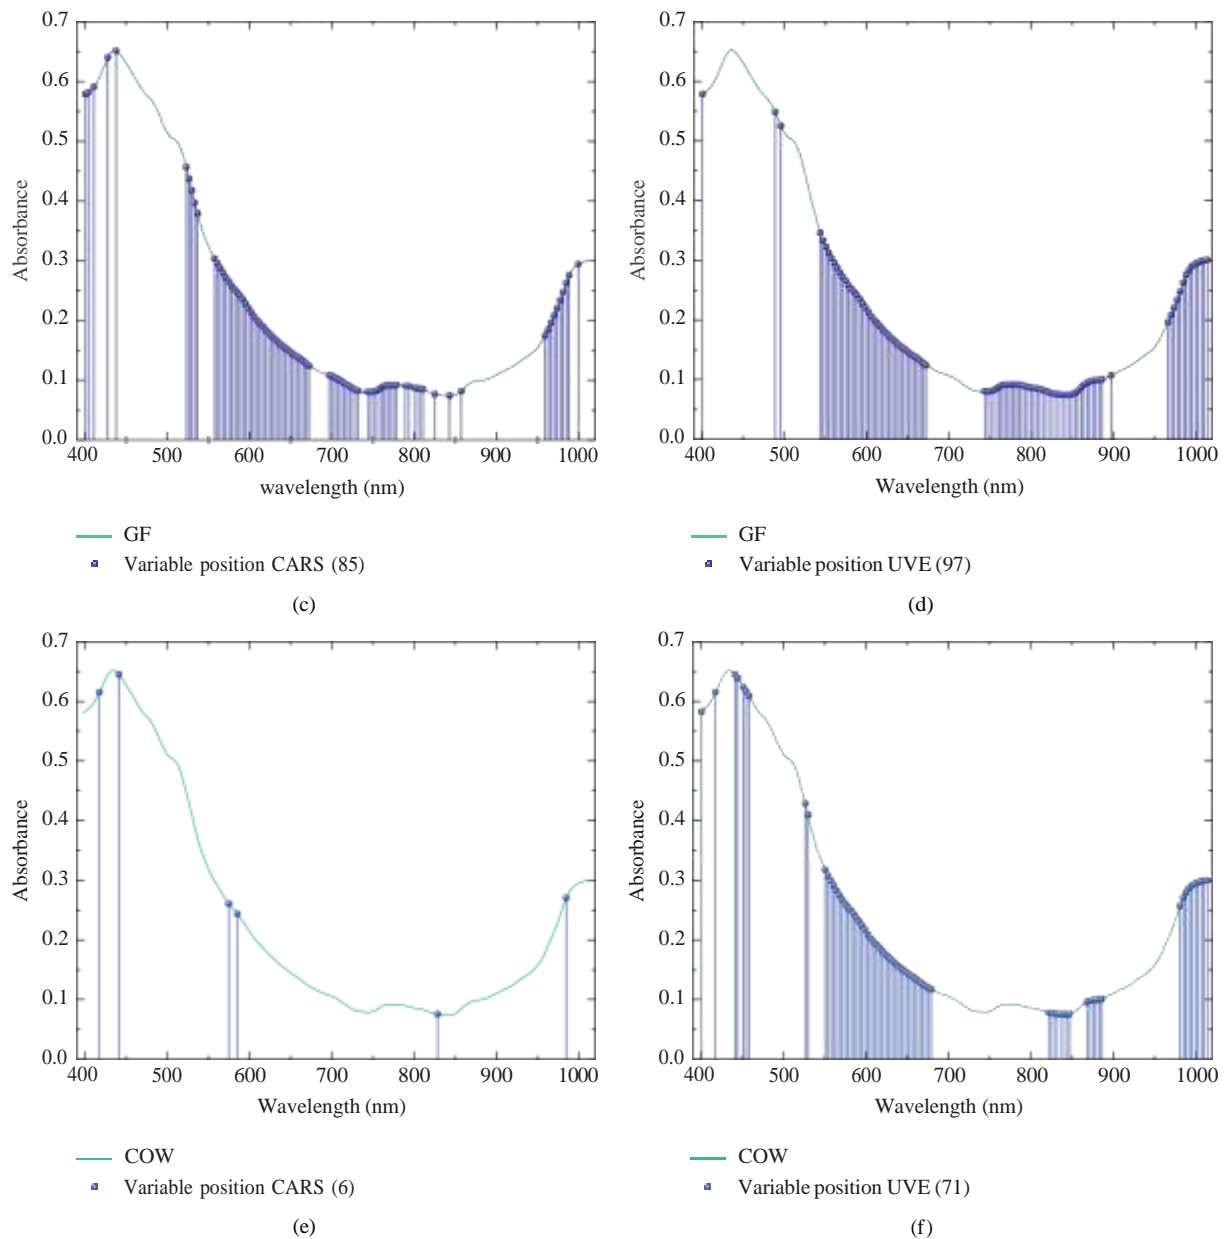 0.7
0.6
0.5
0.4
0.3
0.2
0.1
0.0
Absorbance
400 500 600 700 800 900 1000
wavelength (nm)
GF
Variable position CARS (85)
(c)
0.7
0.6
0.5
0.4
0.3
0.2
0.1
0.0
Absorbance
400 500 600 700 800 900 1000
Wavelength (nm)
GF
Variable position UVE (97)
(d)
0.7
0.6
0.5
0.4
0.3
0.2
0.1
0.0
Absorbance
400 500 600 700 800 900 1000
Wavelength (nm)
COW
Variable position CARS (6)
(e)
0.7
0.6
0.5
0.4
0.3
0.2
0.1
0.0
Absorbance
400 500 600 700 800 900 1000
Wavelength (nm)
COW
Variable position UVE (71)
(f)